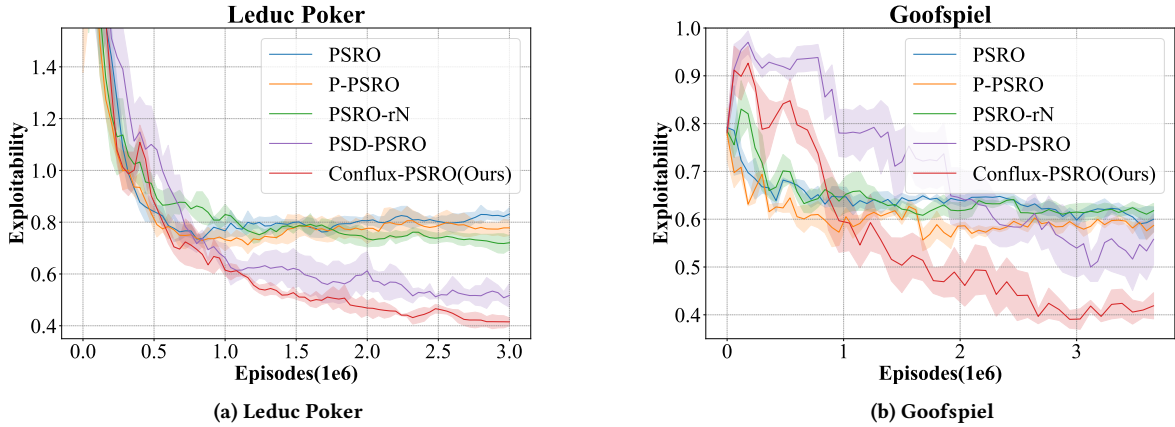 Leduc Poker
Exploitability
1.4
1.2
1.0
0.8
0.6
0.4
PSRO
P-PSRO
PSRO-rN
PSD-PSRO
Conflux-PSRO(Ours)
0.0 0.5 1.0 1.5 2.0 2.5 3.0
Episodes(1e6)
(a) Leduc Poker
Goofspiel
Exploitability
1.0
0.9
0.8
0.7
0.6
0.5
0.4
PSRO
P-PSRO
PSRO-rN
PSD-PSRO
Conflux-PSRO(Ours)
0 1 2 3
Episodes(1e6)
(b) Goofspiel